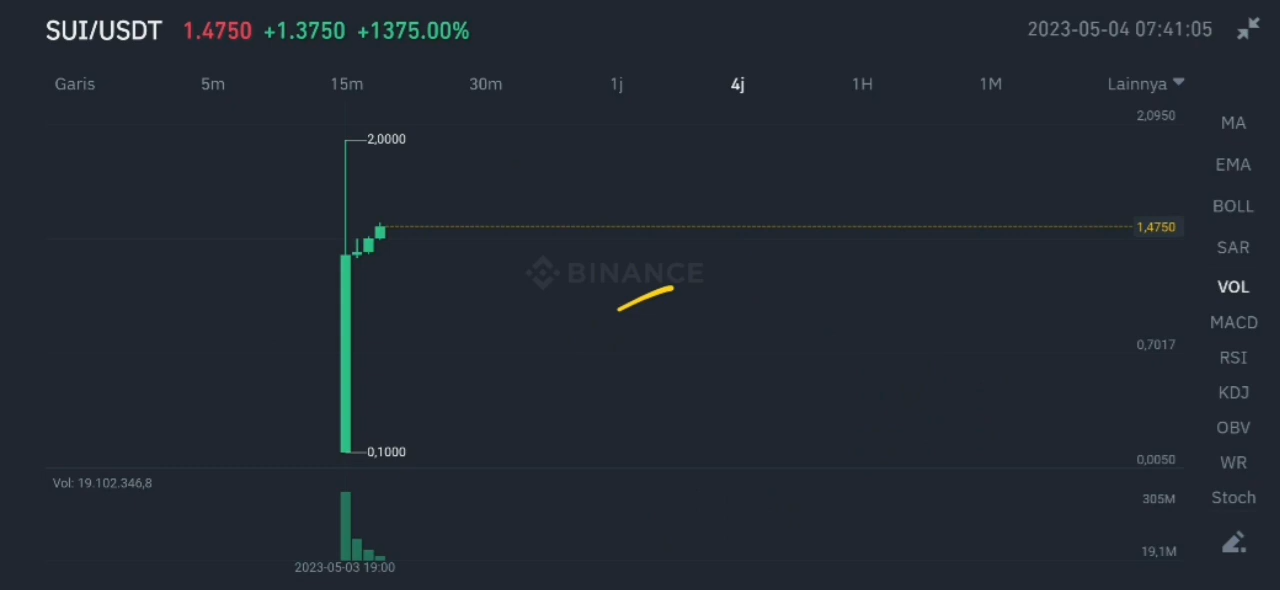 SUI/USDT 1.4750 +1.3750 +1375.00% 2023-05-04 07:41:05
Garis 5m 15m 30m 1j 4j 1H 1M Lainnya
2,0950
MA
2,0000
EMA
BOLL
1,4750
SAR
BINANCE
VOL
MACD
0,7017
RSI
KDJ
OBV
0,1000
0,0050
WR
Vol: 19.102.346,8
305M
Stoch
19,1M
2023-05-03 19:00